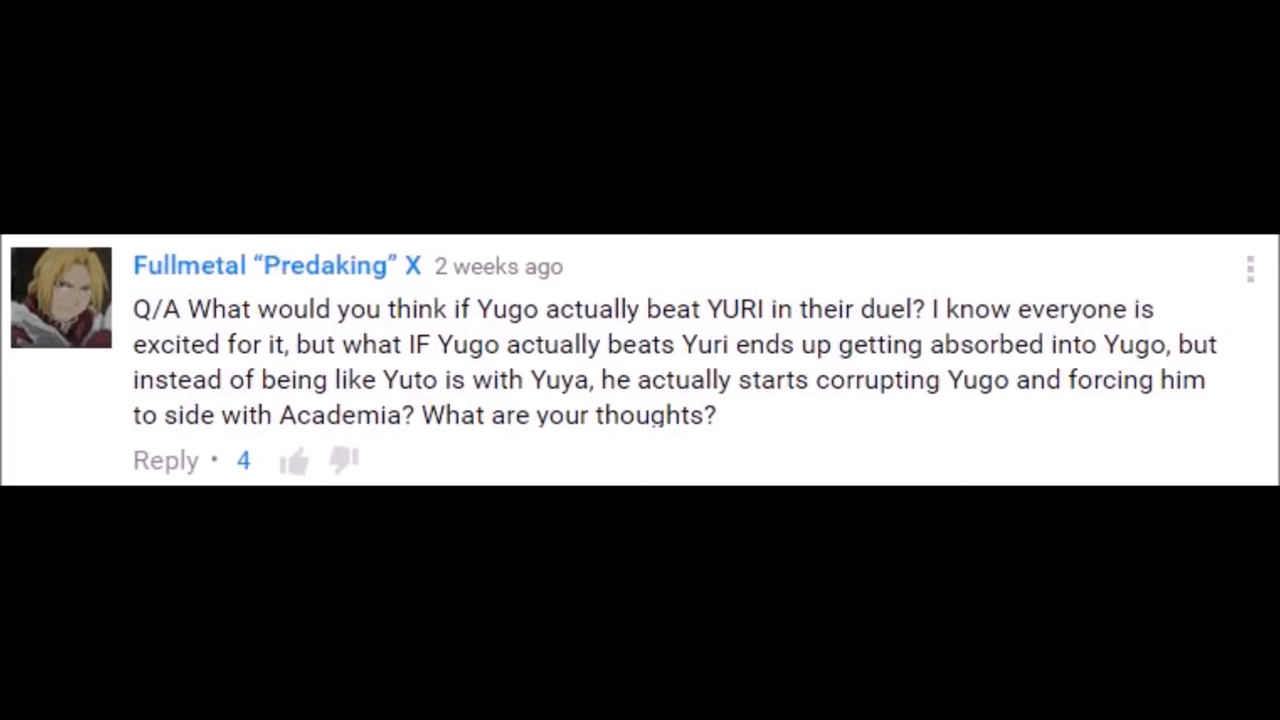 Fullmetal “Predaking” X 2 weeks ago
Q/A What would you think if Yugo actually beat YURI in their duel? I know everyone is
excited for it, but what IF Yugo actually beats Yuri ends up getting absorbed into Yugo, but
instead of being like Yuto is with Yuya, he actually starts corrupting Yugo and forcing him
to side with Academia? What are your thoughts?
Reply • 4